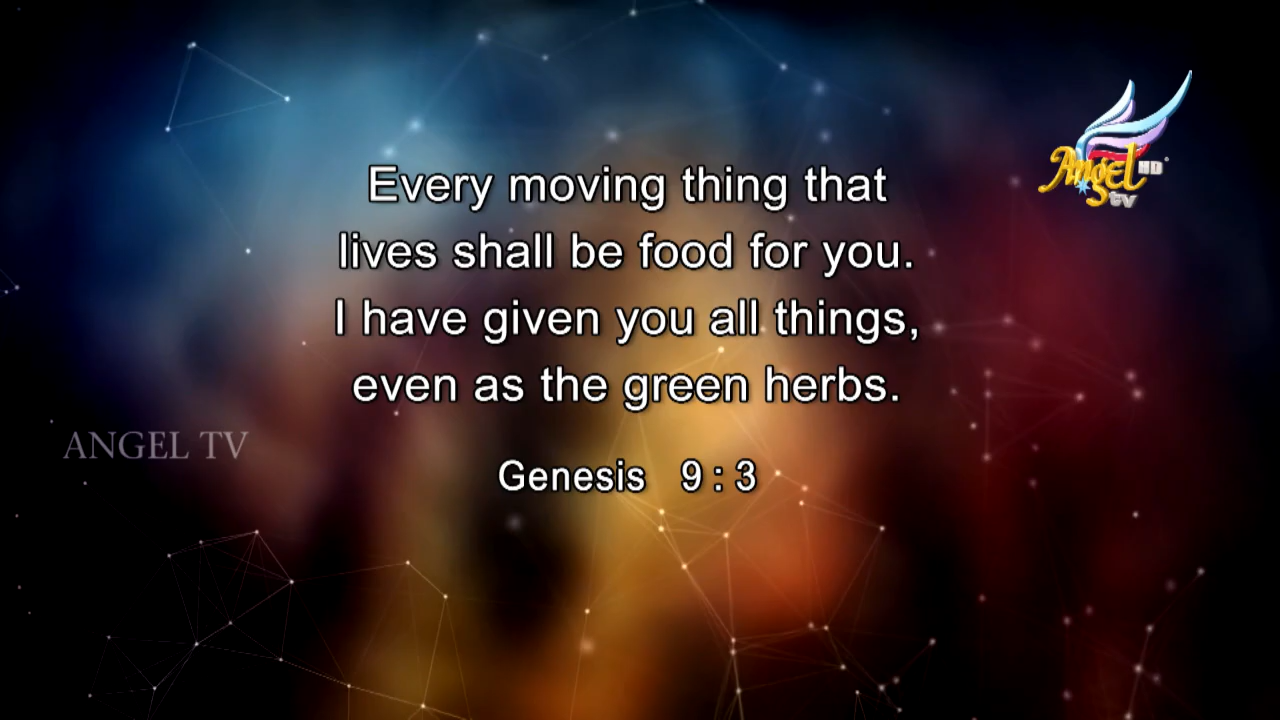 Every moving thing that
lives shall be food for you.
I have given you all things,
even as the green herbs.
Genesis 9 : 3
ANGEL TV
Angel HD
tv